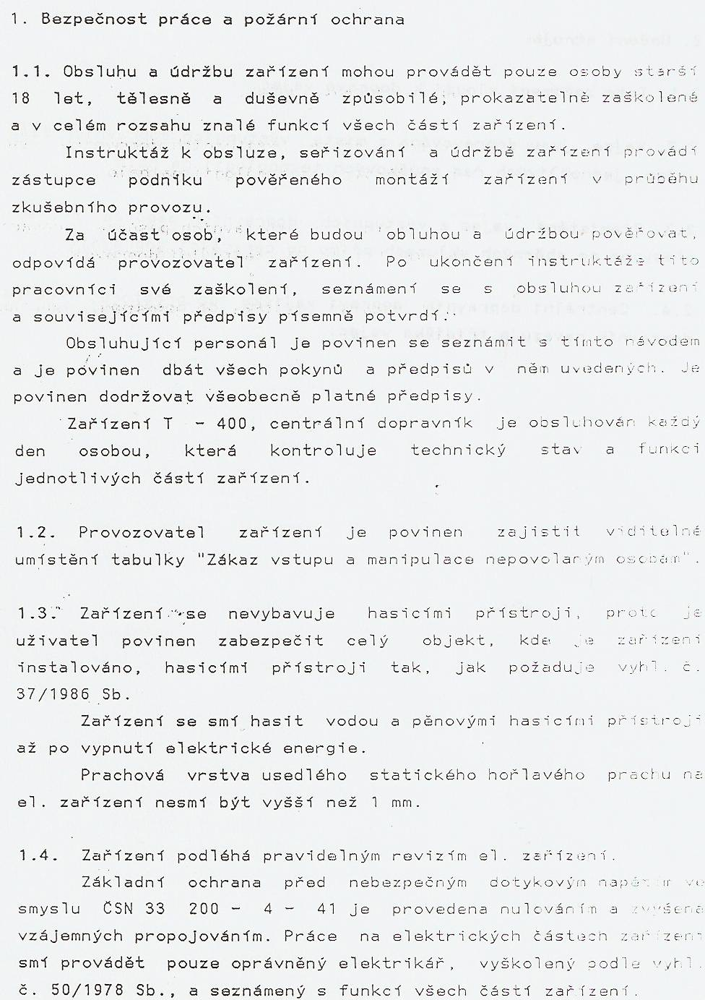 1. Bezpečnost práce a požární ochrana
1.1. Obsluhu a údržbu zařízení mohou provádět pouze osoby starší
18 let, tělesně a duševně způsobilé, prokazatelně zaškolené
a v celém rozsahu znalé funkcí všech částí zařízení.
Instruktáž k obsluze, seřizování a údržbě zařízení provádí
zástupce podniku pověřeného montáží zařízení v průběhu
zkušebního provozu.
Za účast osob, které budou obluhou a údržbou pověřovat,
odpovídá provozovatel zařízení. Po ukončení instruktáže tito
pracovníci své zaškolení, seznámení se s obsluhou zařízení
a souvisejícími předpisy písemně potvrdí.
Obsluhující personál je povinen se seznámit s tímto návodem
a je povinen dbát všech pokynů a předpisů v něm uvedených. Je
povinen dodržovat všeobecně platné předpisy.
Zařízení T - 400, centrální dopravník je obsluhován každý
den osobou, která kontroluje technický stav a funkci
jednotlivých částí zařízení.
1.2. Provozovatel zařízení je povinen zajistit viditelné
umístění tabulky "Zákaz vstupu a manipulace nepovolaným osobám".
1.3. Zařízení se nevybavuje hasicími přístroji, proto je
uživatel povinen zabezpečit celý objekt, kde je zařízení
instalováno, hasicími přístroji tak, jak požaduje vyhl. č.
37/1986 Sb.
Zařízení se smí hasit vodou a pěnovými hasicími přístroji
až po vypnutí elektrické energie.
Prachová vrstva usedlého statického hořlavého prachu na
el. zařízení nesmí být vyšší než 1 mm.
1.4. Zařízení podléhá pravidelným revizím el. zařízení.
Základní ochrana před nebezpečným dotykovým napětím ve
smyslu ČSN 33 200 - 4 - 41 je provedena nulováním a zvýšena
vzájemných propojováním. Práce na elektrických částech zařízení
smí provádět pouze oprávněný elektrikář, vyškolený podle vyhl.
č. 50/1978 Sb., a seznámený s funkcí všech částí zařízení.